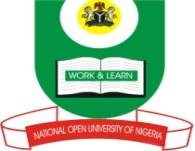 WORK & LEARN
NATIONAL OPEN UNIVERSITY OF NIGERIA